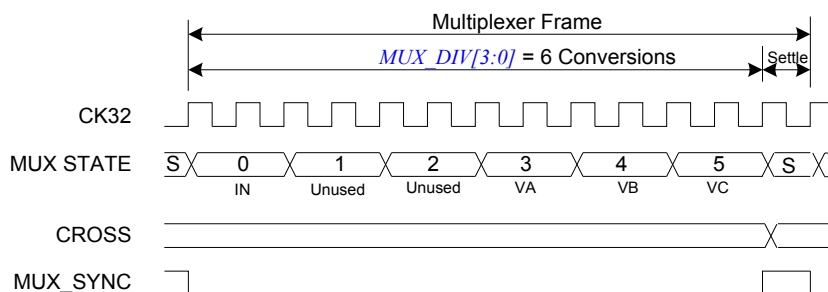 Multiplexer Frame
MUX_DIV[3:0] = 6 Conversions
Settle
CK32
MUX STATE
S 0 1 2 3 4 5 S
IN Unused Unused VA VB VC
CROSS
MUX_SYNC